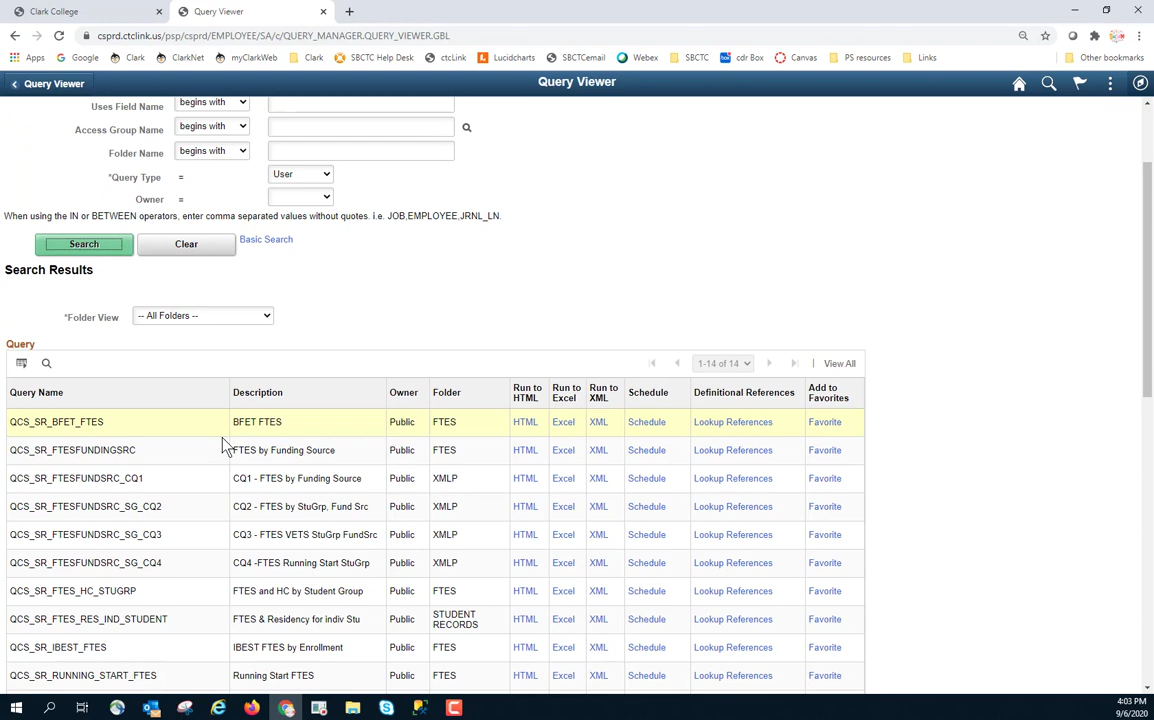 Clark College
Query Viewer
csprd.ctclink.us/psp/csprd/EMPLOYEE/SA/c/QUERY_MANAGER.QUERY_VIEWER.GBL
Apps Google Clark ClarkNet myClarkWeb Clark SBCTC Help Desk ctcLink Lucidcharts SBCTCemail Webex SBCTC cdr Box Canvas PS resources Links Other bookmarks
Query Viewer Query Viewer
Uses Field Name begins with
Access Group Name begins with
Folder Name begins with
*Query Type = User
Owner =
When using the IN or BETWEEN operators, enter comma separated values without quotes. i.e. JOB,EMPLOYEE,JRNL_LN.
Search Clear Basic Search
Search Results
*Folder View -- All Folders --
Query
1-14 of 14 View All
Query Name Description Owner Folder Run to HTML Run to Excel Run to XML Schedule Definitional References Add to Favorites
QCS_SR_BFET_FTES BFET FTES Public FTES HTML Excel XML Schedule Lookup References Favorite
QCS_SR_FTESFUNDINGSRC FTES by Funding Source Public FTES HTML Excel XML Schedule Lookup References Favorite
QCS_SR_FTESFUNDSRC_CQ1 CQ1 - FTES by Funding Source Public XMLP HTML Excel XML Schedule Lookup References Favorite
QCS_SR_FTESFUNDSRC_SG_CQ2 CQ2 - FTES by StuGrp, Fund Src Public XMLP HTML Excel XML Schedule Lookup References Favorite
QCS_SR_FTESFUNDSRC_SG_CQ3 CQ3 - FTES VETS StuGrp FundSrc Public XMLP HTML Excel XML Schedule Lookup References Favorite
QCS_SR_FTESFUNDSRC_SG_CQ4 CQ4 -FTES Running Start StuGrp Public XMLP HTML Excel XML Schedule Lookup References Favorite
QCS_SR_FTES_HC_STUGRP FTES and HC by Student Group Public FTES HTML Excel XML Schedule Lookup References Favorite
QCS_SR_FTES_RES_IND_STUDENT FTES & Residency for indiv Stu Public STUDENT RECORDS HTML Excel XML Schedule Lookup References Favorite
QCS_SR_IBEST_FTES IBEST FTES by Enrollment Public FTES HTML Excel XML Schedule Lookup References Favorite
QCS_SR_RUNNING_START_FTES Running Start FTES Public FTES HTML Excel XML Schedule Lookup References Favorite
4:03 PM
9/6/2020